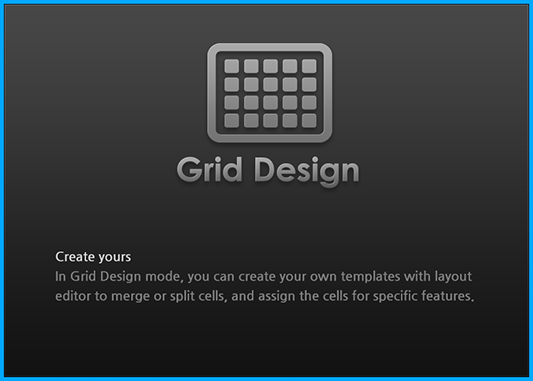 Grid Design
Create yours
In Grid Design mode, you can create your own templates with layout
editor to merge or split cells, and assign the cells for specific features.